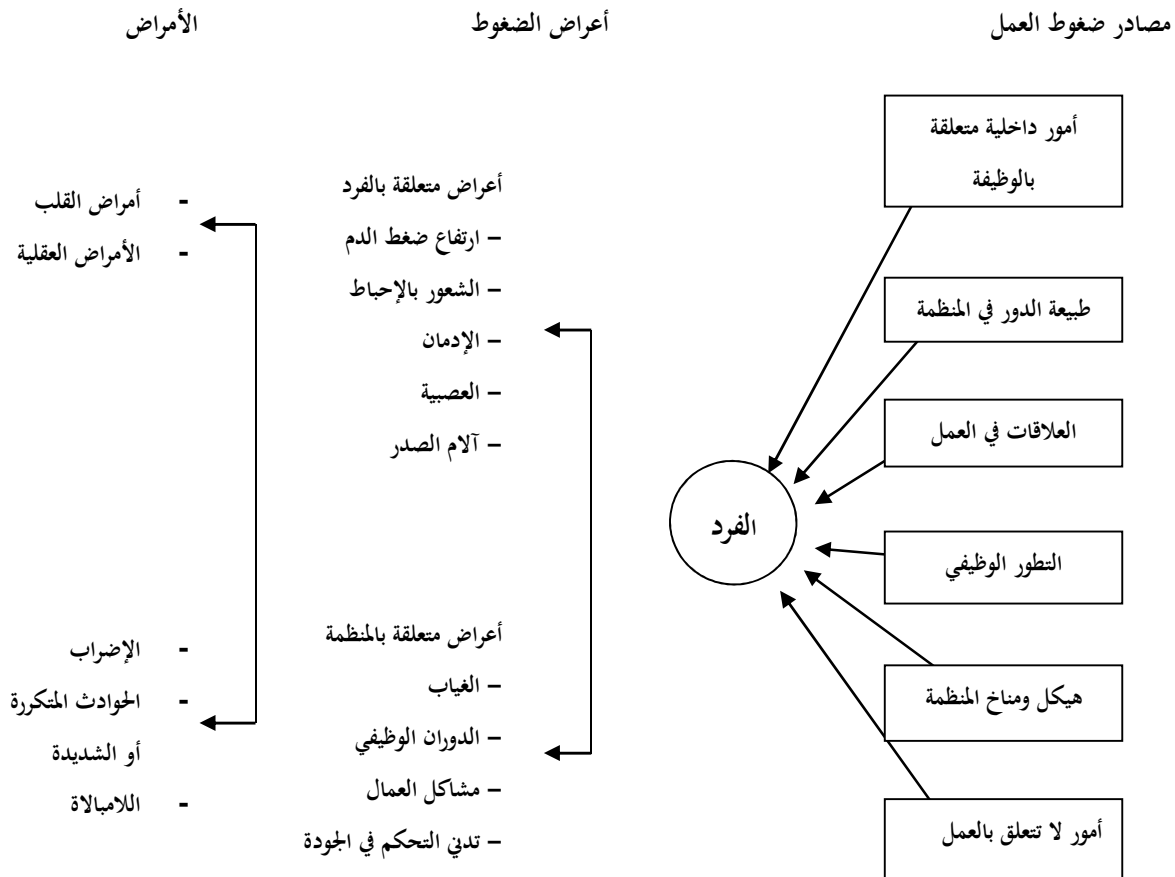 مصادر ضغوط العمل
أعراض الضغوط
الأمراض
أمور داخلية متعلقة
بالوظيفة
طبيعة الدور في المنظمة
العلاقات في العمل
التطور الوظيفي
هيكل ومناخ المنظمة
أمور لا تتعلق بالعمل
الفرد
أعراض متعلقة بالفرد
– ارتفاع ضغط الدم
– الشعور بالإحباط
– الإدمان
– العصبية
– آلام الصدر
أعراض متعلقة بالمنظمة
– الغياب
– الدوران الوظيفي
– مشاكل العمال
– تدني التحكم في الجودة
- أمراض القلب
- الأمراض العقلية
- الإضراب
- الحوادث المتكررة
أو الشديدة
- اللامبالاة